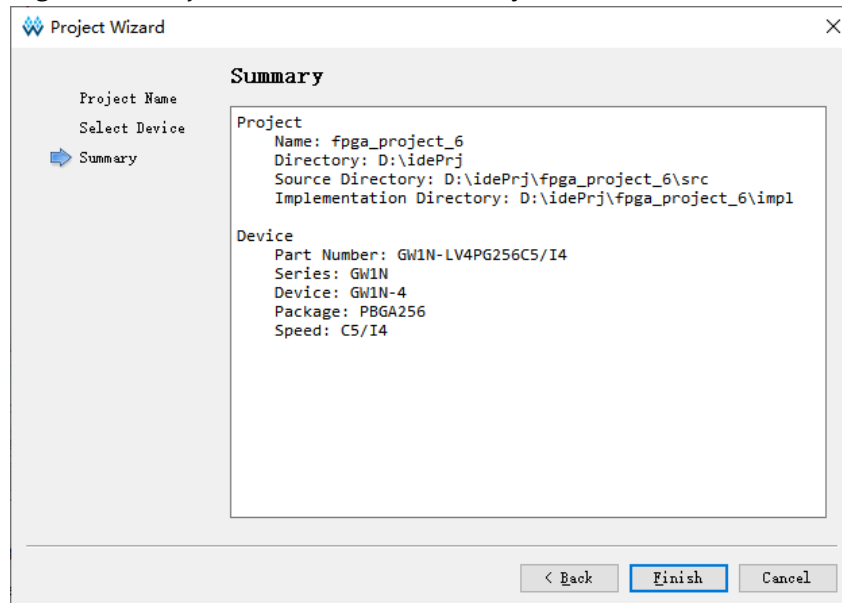 Project Wizard
Summary
Project Name
Select Device
Summary
Project
Name: fpga_project_6
Directory: D:\idePrj
Source Directory: D:\idePrj\fpga_project_6\src
Implementation Directory: D:\idePrj\fpga_project_6\impl
Device
Part Number: GW1N-LV4PG256C5/I4
Series: GW1N
Device: GW1N-4
Package: PBGA256
Speed: C5/I4
< Back
Finish
Cancel